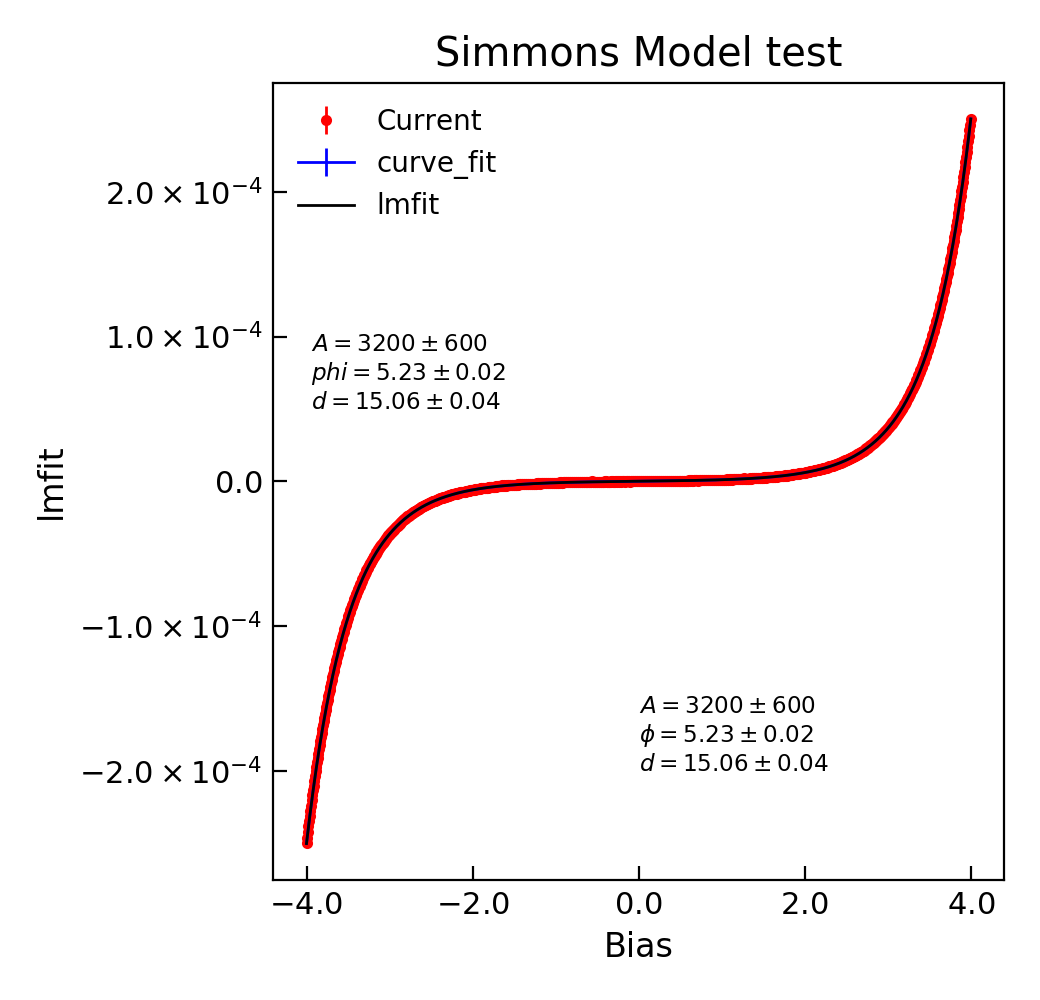 Simmons Model test
Current
curve_fit
lmfit
2.0 × 10⁻⁴
1.0 × 10⁻⁴
0.0
−1.0 × 10⁻⁴
−2.0 × 10⁻⁴
lmfit
A = 3200 ± 600
phi = 5.23 ± 0.02
d = 15.06 ± 0.04
A = 3200 ± 600
ϕ = 5.23 ± 0.02
d = 15.06 ± 0.04
−4.0 −2.0 0.0 2.0 4.0
Bias